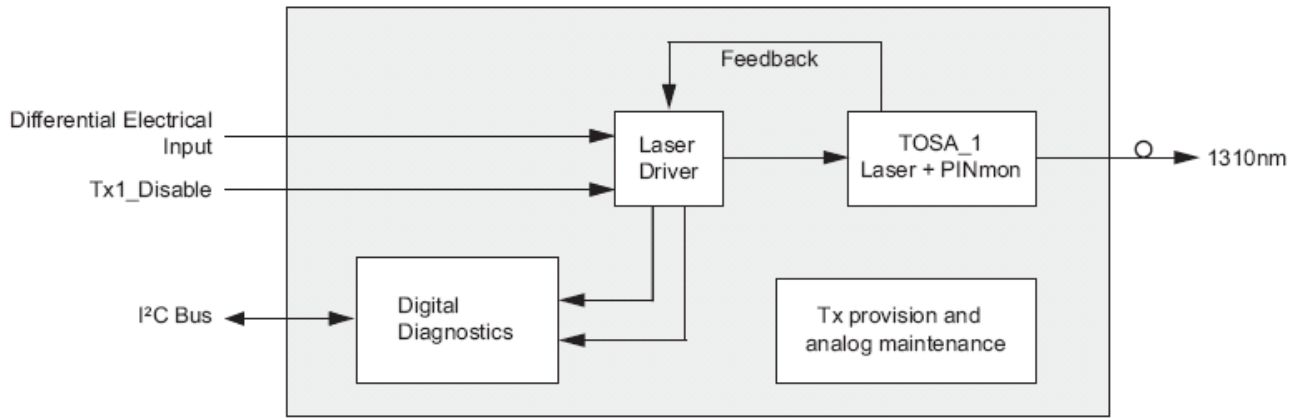 Feedback
Differential Electrical
Input
Laser
Driver
TOSA_1
Laser + PINmon
1310nm
Tx1_Disable
I²C Bus
Digital
Diagnostics
Tx provision and
analog maintenance